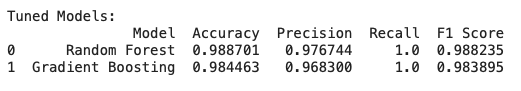 Tuned Models:
Model Accuracy Precision Recall F1 Score
0 Random Forest 0.988701 0.976744 1.0 0.988235
1 Gradient Boosting 0.984463 0.968300 1.0 0.983895